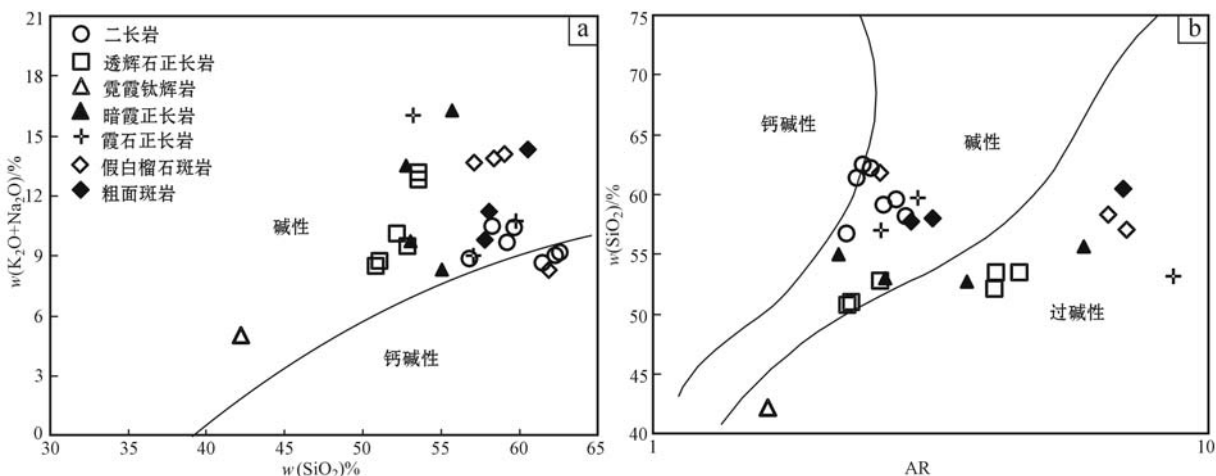 a
w(K₂O+Na₂O)/%
21
18
15
12
9
6
3
0
二长岩
透辉石正长岩
霓霞钛辉岩
暗霞正长岩
霞石正长岩
假白榴石斑岩
粗面斑岩
碱性
钙碱性
30 35 40 45 50 55 60 65
w(SiO₂)%
b
w(SiO₂)/%
75
70
65
60
55
50
45
40
钙碱性
碱性
过碱性
1 10
AR